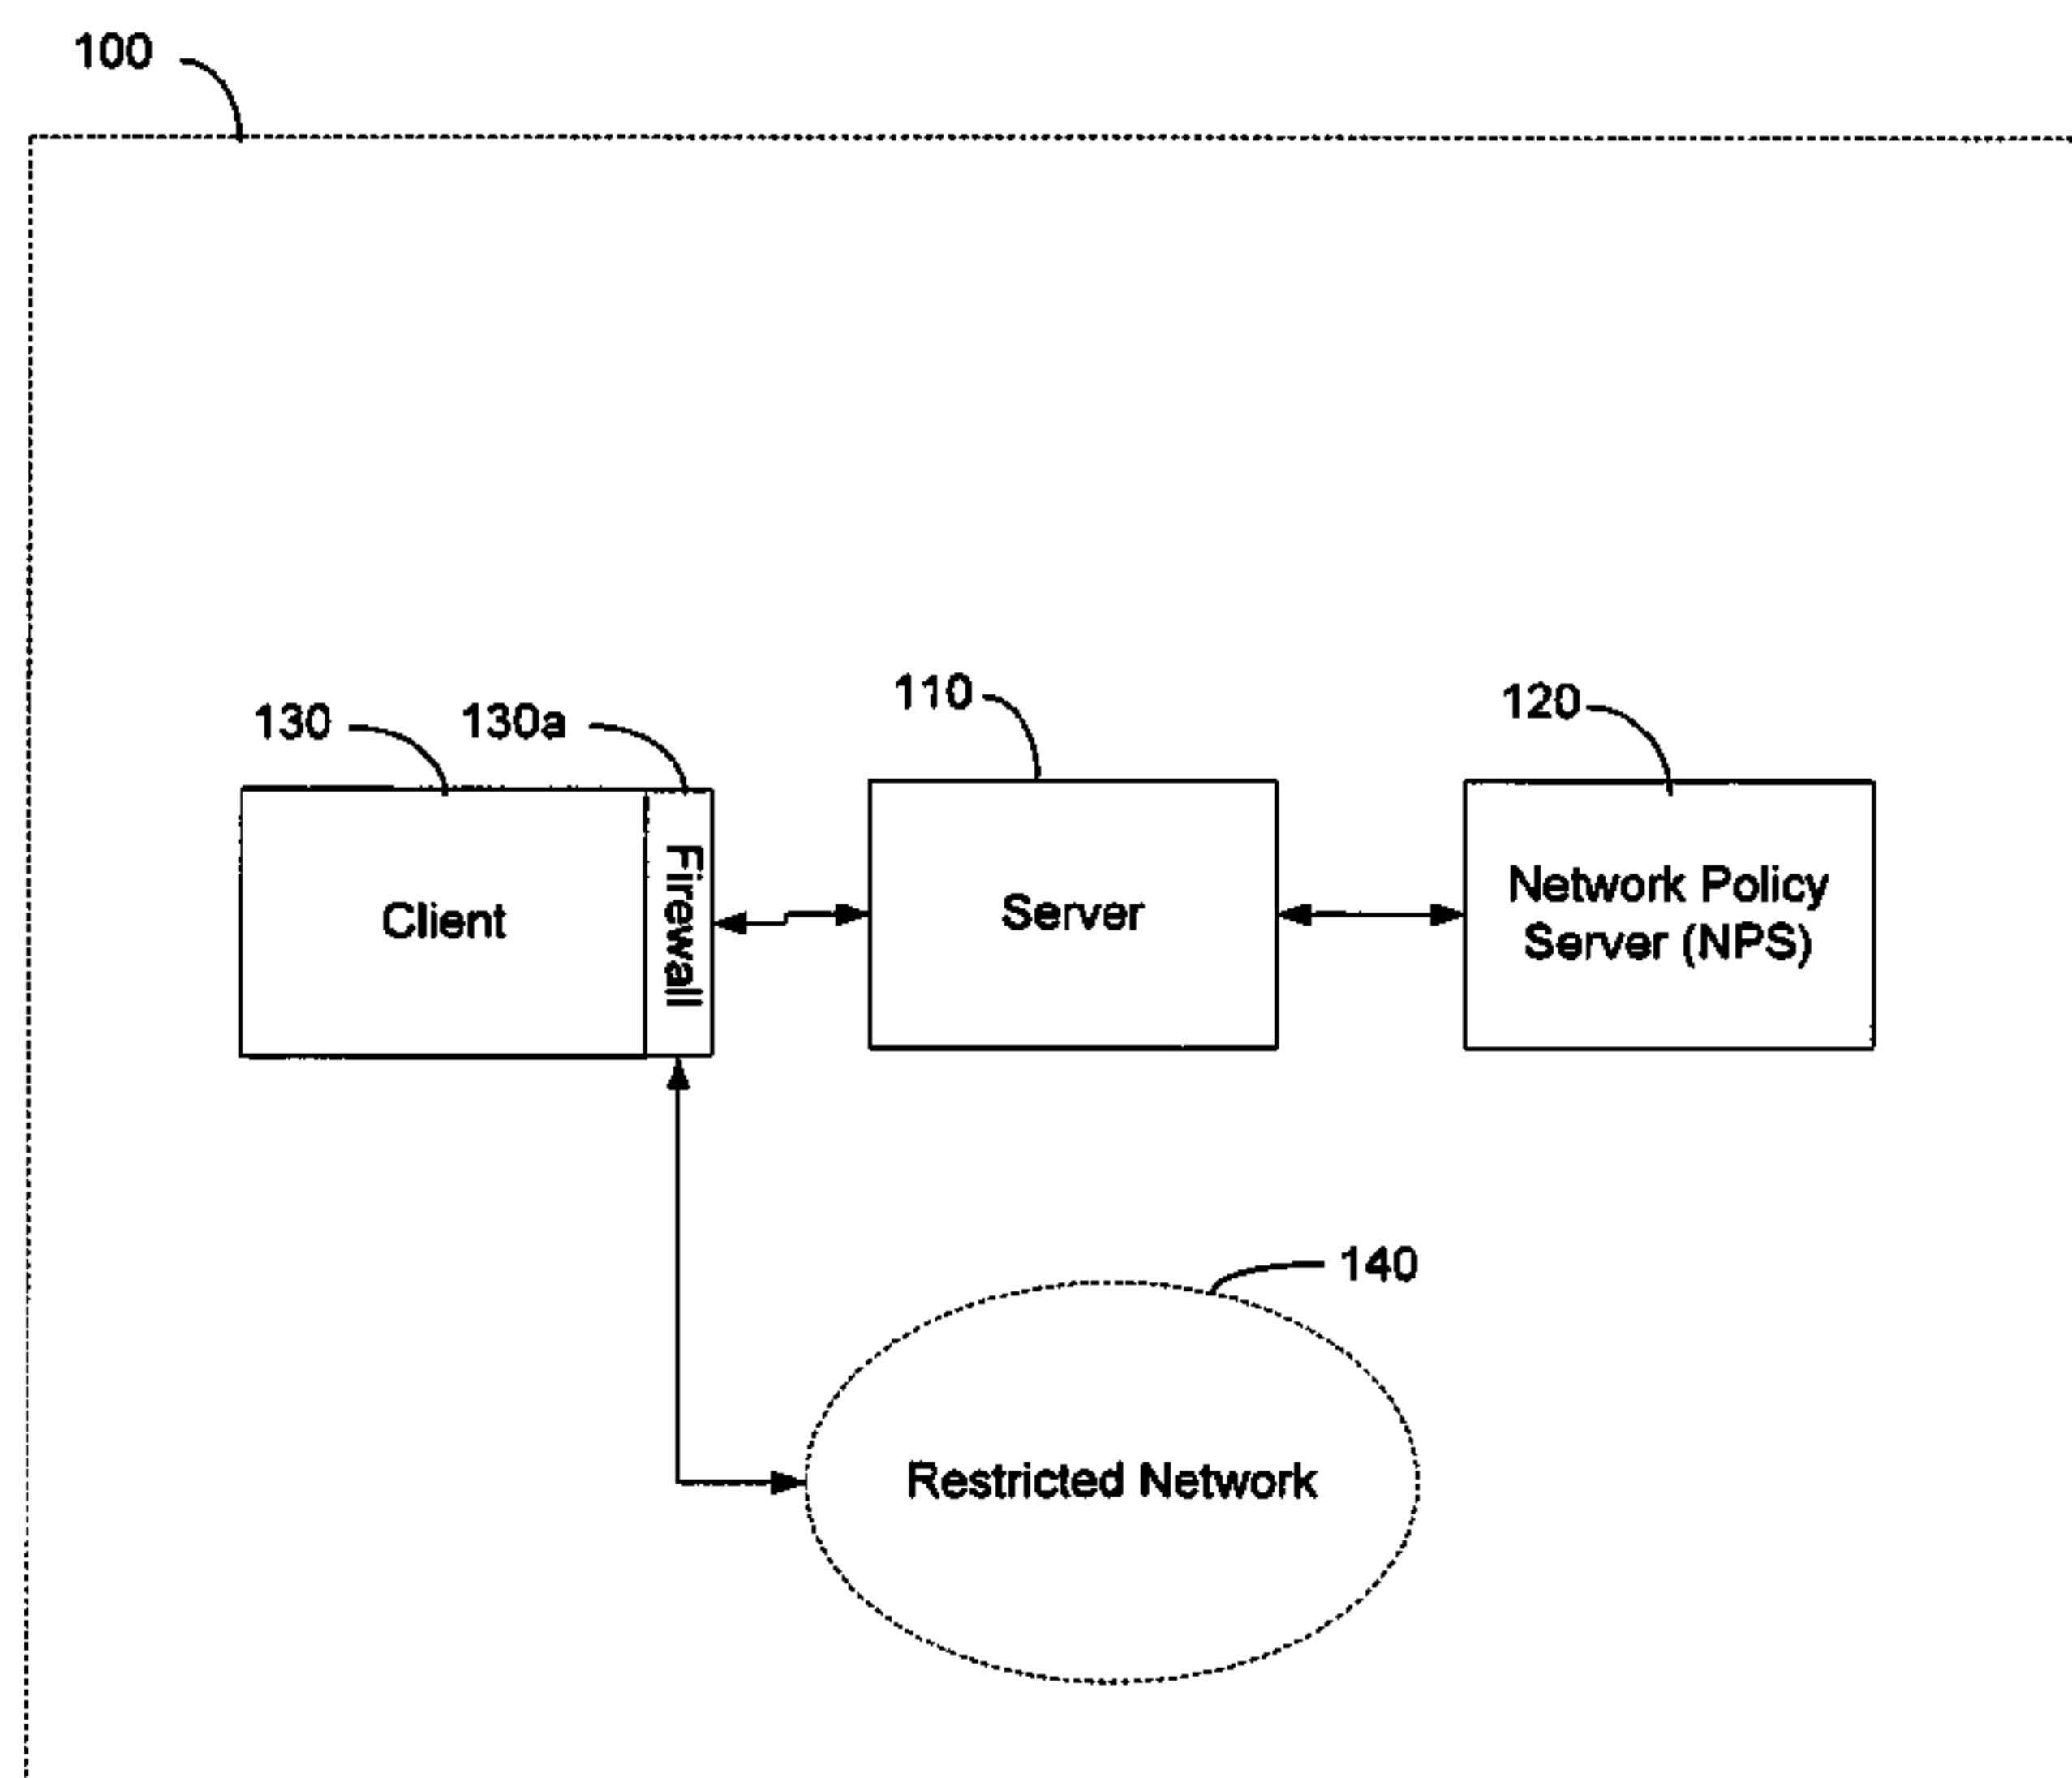 100
130
130a
110
120
Client
Firewall
Server
Network Policy
Server (NPS)
140
Restricted Network